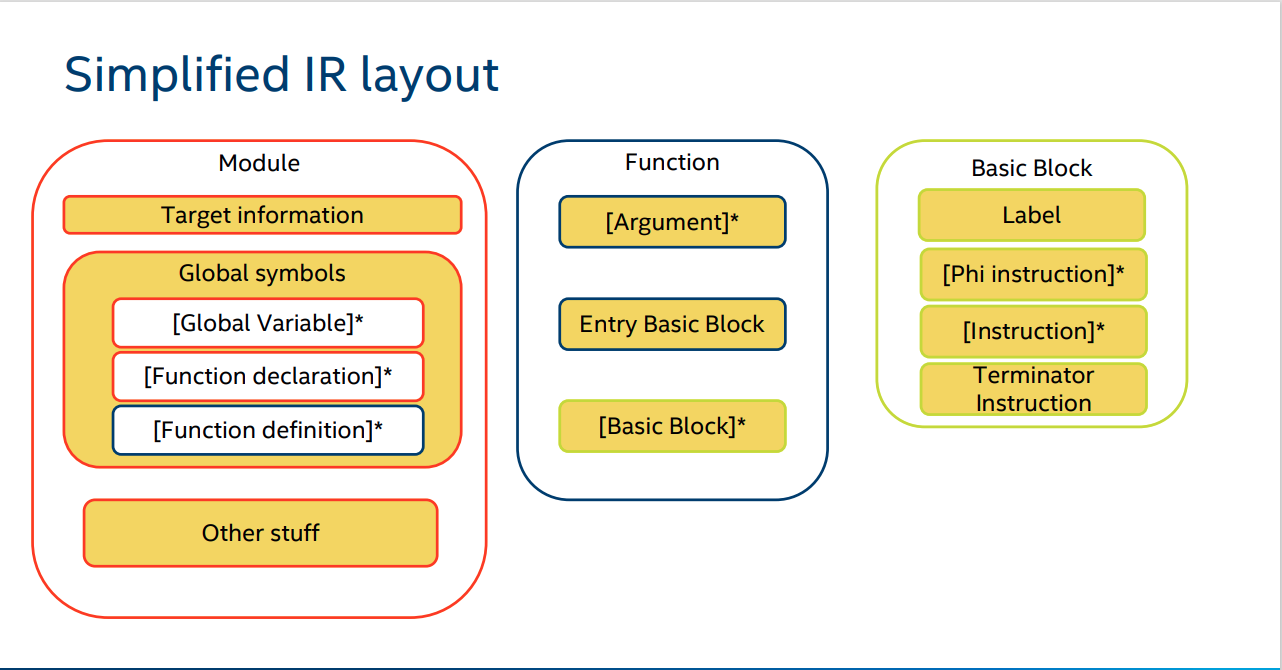 Simplified IR layout
Module
Target information
Global symbols
[Global Variable]*
[Function declaration]*
[Function definition]*
Other stuff
Function
[Argument]*
Entry Basic Block
[Basic Block]*
Basic Block
Label
[Phi instruction]*
[Instruction]*
Terminator
Instruction